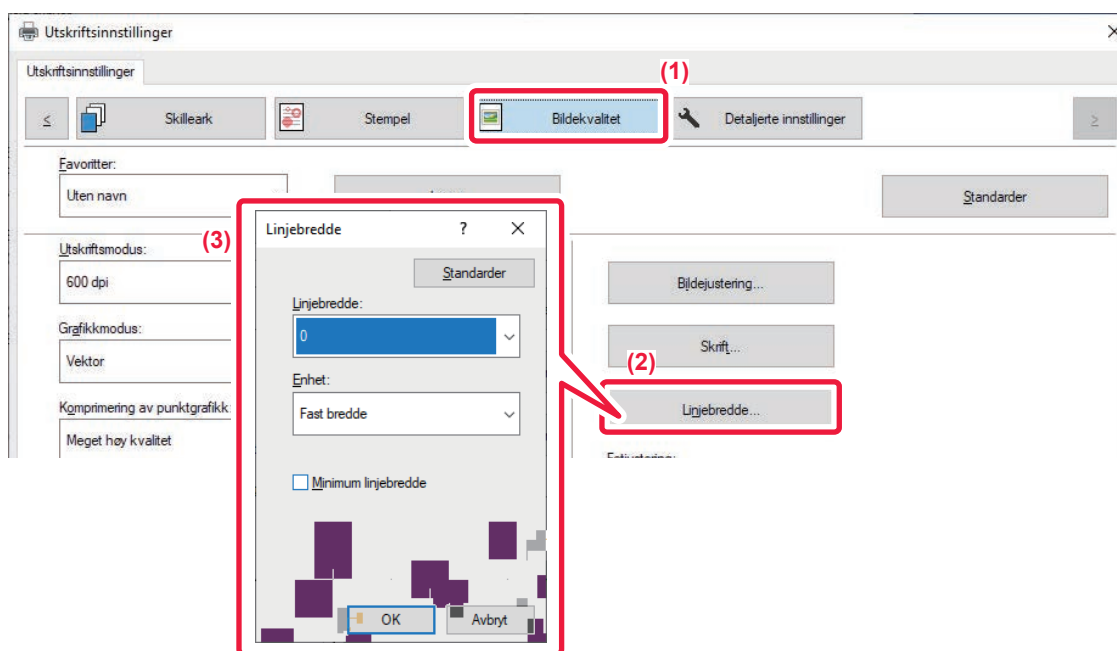 Utskriftsinnstillinger
Utskriftsinnstillinger
(1)
< Skilleark Stempel Bildekvalitet Detaljerte innstillinger >
Favoritter:
Uten navn
Standarder
(3)
Linjebredde ?
Utskriftsmodus:
600 dpi
Standarder
Bildejustering...
Linjebredde:
0
Grafikkmodus:
Vektor
Skrift...
(2)
Enhet:
Fast bredde
Komprimering av punktgrafikk:
Meget høy kvalitet
Linjebredde...
Minimum linjebredde
OK Avbryt